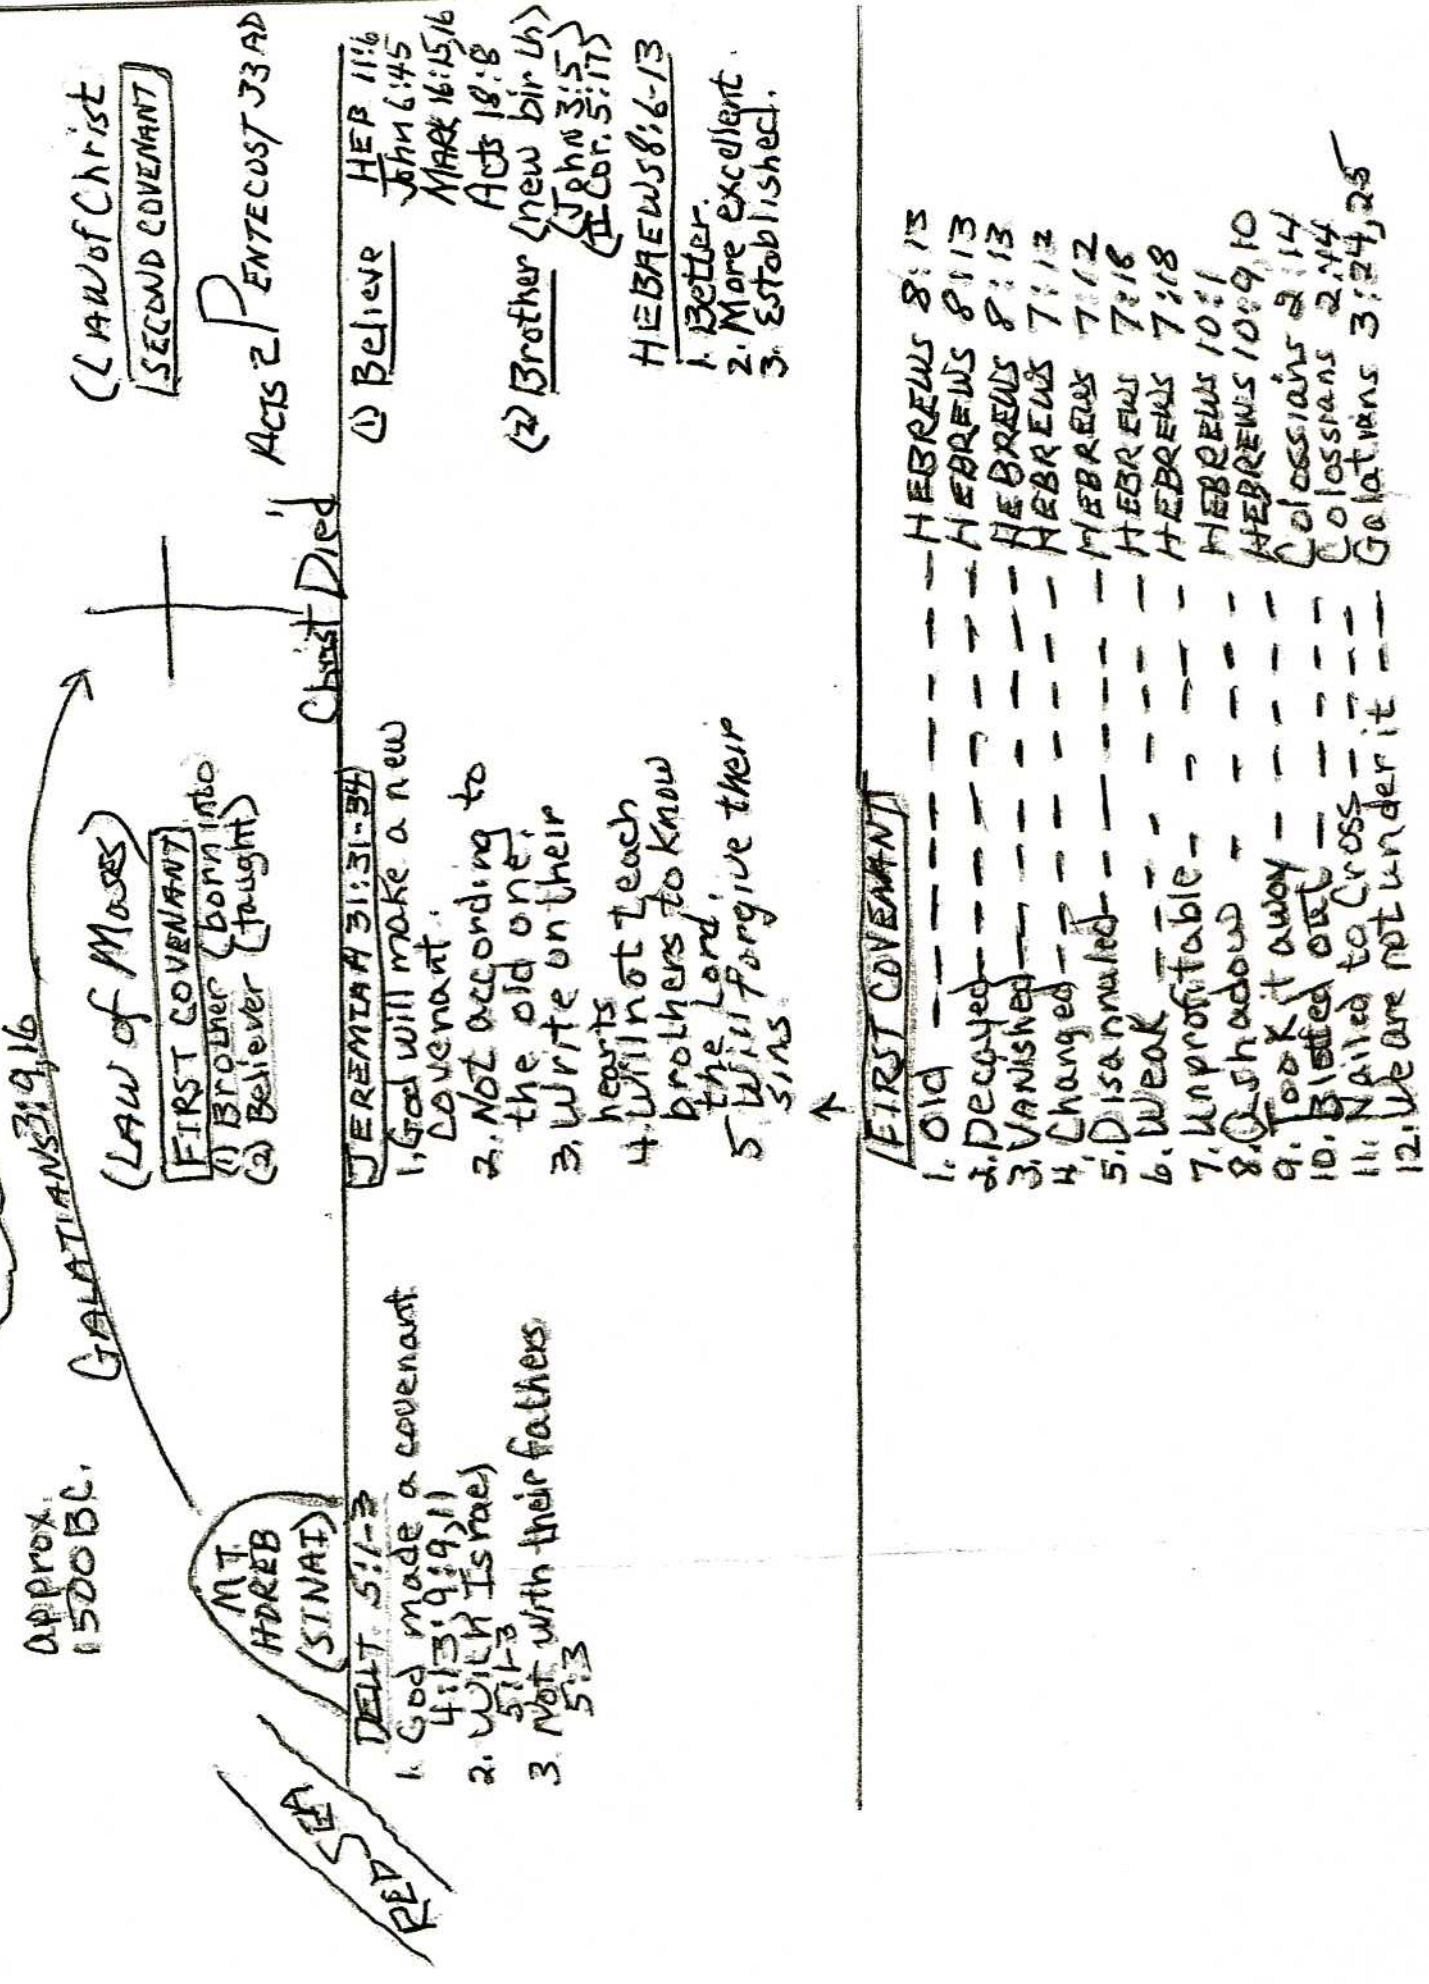 approx.
1500 BC.
GALATIANS 3:9,16
(LAW of Moses)
FIRST COVENANT
(1) Brother (born into
(2) Believer (taught)
(LAW of Christ
SECOND COVENANT
ACTS 2 PENTECOST 33 AD
MT
HOREB
(SINAI)
RED SEA
Christ Died
DEUT 5:1-3
1. God made a covenant
4:13; 9:9,11
2. With Israel
5:1-3
3. Not with their fathers
5:3
JEREMIAH 31:31-34
1. God will make a new
Covenant.
2. Not according to
the old one.
3. Write on their
hearts
4. Will not teach
brothers to know
the Lord.
5 Will forgive their
sins
(1) Believe HEB 11:6
John 6:45
MARK 16:15,16
Acts 18:8
(2) Brother (new birth)
(John 3:5)
(II Cor. 5:17)
HEBREWS 8:6-13
1. Better.
2. More excellent.
3. Established.
FIRST COVENANT
1. Old ---- HEBREWS 8:13
2. Decayed ---- HEBREWS 8:13
3. VANISHED ---- HEBREWS 8:13
4. Changed ---- HEBREWS 7:12
5. Disannuled ---- HEBREWS 7:12
6. Weak ---- HEBREWS 7:18
7. Unprofitable ---- HEBREWS 7:18
8. A shadow ---- HEBREWS 10:1
9. Took it away ---- HEBREWS 10:9,10
10. Blotted out ---- Colossians 2:14
11. Nailed to Cross ---- Colossians 2:14
12. We are not under it ---- Galatians 3:24,25